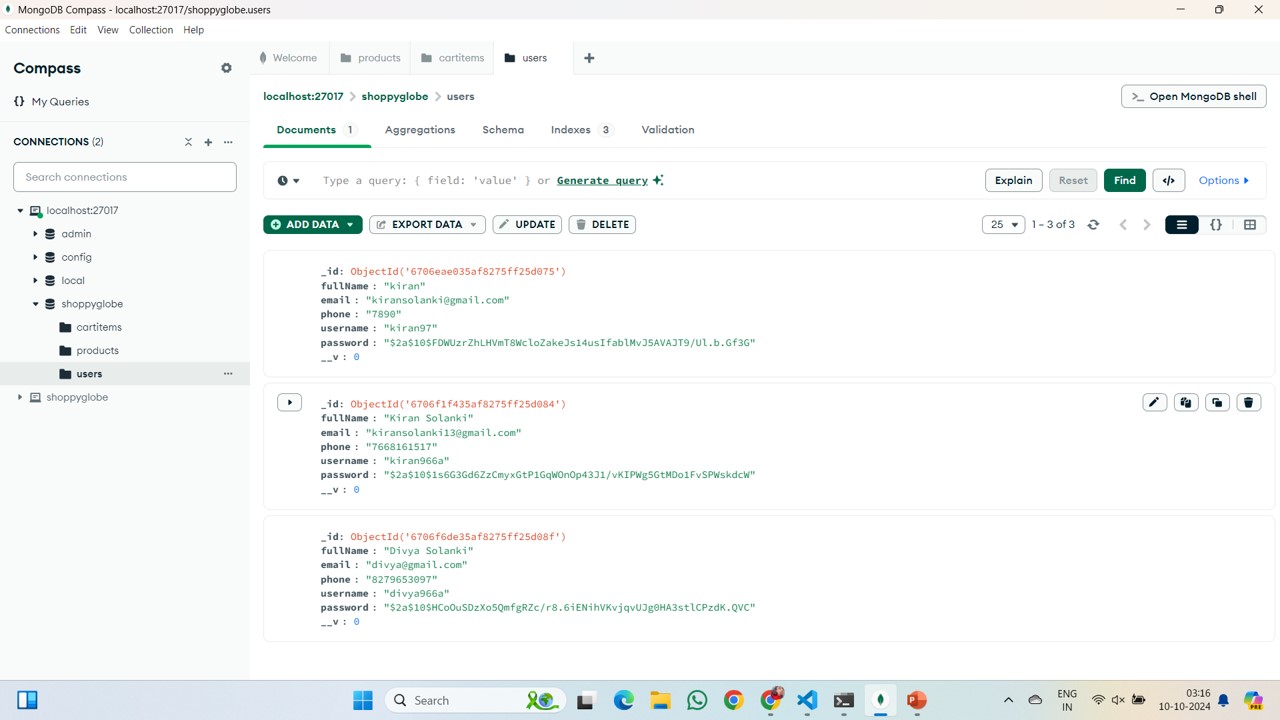 MongoDB Compass - localhost:27017/shoppyglobe.users
Connections Edit View Collection Help
Compass
{} My Queries
CONNECTIONS (2)
Search connections
localhost:27017
admin
config
local
shoppyglobe
cartitems
products
users
shoppyglobe
Welcome products cartitems users
localhost:27017 > shoppyglobe > users
>_ Open MongoDB shell
Documents 1 Aggregations Schema Indexes 3 Validation
Type a query: { field: 'value' } or Generate query
Explain Reset Find </> Options
ADD DATA EXPORT DATA UPDATE DELETE
25 1 – 3 of 3 {}
_id: ObjectId('6706eae035af8275ff25d075')
fullName : "kiran"
email : "kiransolanki@gmail.com"
phone : "7890"
username : "kiran97"
password : "$2a$10$FDWUzrZhLHVmT8WcloZakeJs14usIfablMvJ5AVAJT9/Ul.b.Gf3G"
__v : 0
_id: ObjectId('6706f1f435af8275ff25d084')
fullName : "Kiran Solanki"
email : "kiransolanki13@gmail.com"
phone : "7668161517"
username : "kiran966a"
password : "$2a$10$1s6G3Gd6ZzCmyxGtP1GqWOnOp43J1/vKIPWg5GtMDo1FvSPWskdcW"
__v : 0
_id: ObjectId('6706f6de35af8275ff25d08f')
fullName : "Divya Solanki"
email : "divya@gmail.com"
phone : "8279653097"
username : "divya966a"
password : "$2a$10$HCoOuSDzXo5QmfgRZc/r8.6iENihVKvjqvUJg0HA3stlCPzdK.QVC"
__v : 0
Search
ENG
IN
03:16
10-10-2024